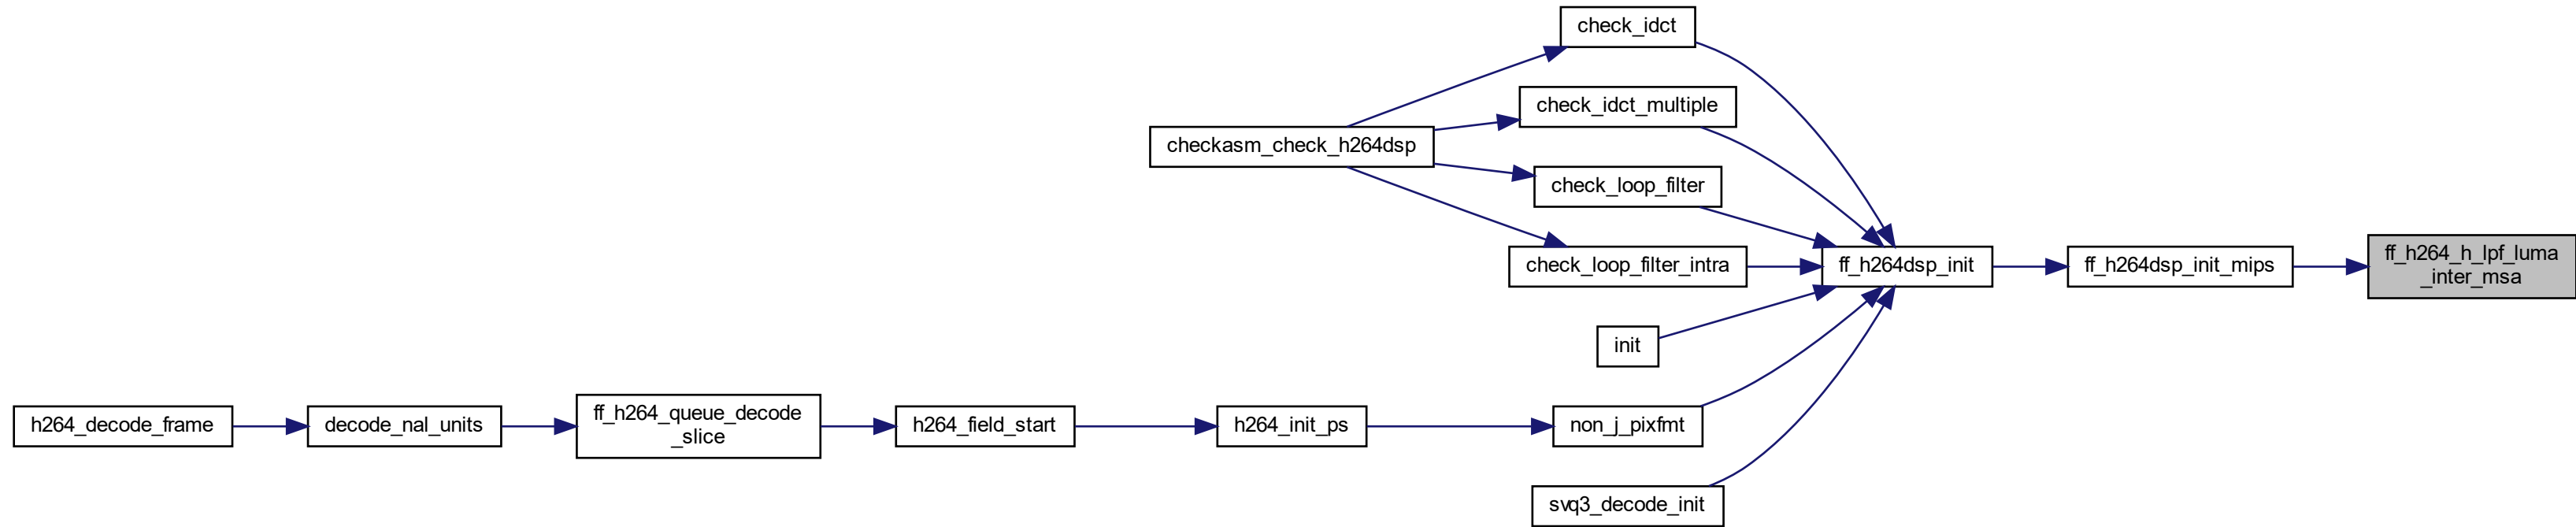 check_idct
check_idct_multiple
checkasm_check_h264dsp
check_loop_filter
check_loop_filter_intra
ff_h264dsp_init
ff_h264dsp_init_mips
ff_h264_h_lpf_luma
_inter_msa
init
h264_decode_frame
decode_nal_units
ff_h264_queue_decode
_slice
h264_field_start
h264_init_ps
non_j_pixfmt
svq3_decode_init